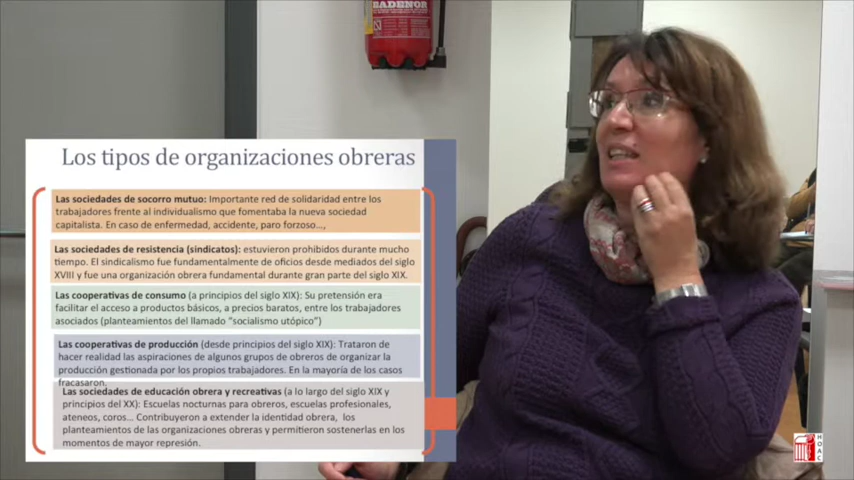 BADENOR
Los tipos de organizaciones obreras
Las sociedades de socorro mutuo: Importante red de solidaridad entre los
trabajadores frente al individualismo que fomentaba la nueva sociedad
capitalista. En caso de enfermedad, accidente, paro forzoso...,
Las sociedades de resistencia (sindicatos): estuvieron prohibidos durante mucho
tiempo. El sindicalismo fue fundamentalmente de oficios desde mediados del siglo
XVIII y fue una organización obrera fundamental durante gran parte del siglo XIX.
Las cooperativas de consumo (a principios del siglo XIX): Su pretensión era
facilitar el acceso a productos básicos, a precios baratos, entre los trabajadores
asociados (planteamientos del llamado “socialismo utópico”)
Las cooperativas de producción (desde principios del siglo XIX): Trataron de
hacer realidad las aspiraciones de algunos grupos de obreros de organizar la
producción gestionada por los propios trabajadores. En la mayoría de los casos
fracasaron.
Las sociedades de educación obrera y recreativas (a lo largo del siglo XIX y
principios del XX): Escuelas nocturnas para obreros, escuelas profesionales,
ateneos, coros... Contribuyeron a extender la identidad obrera, los
planteamientos de las organizaciones obreras y permitieron sostenerlas en los
momentos de mayor represión.
HOAC